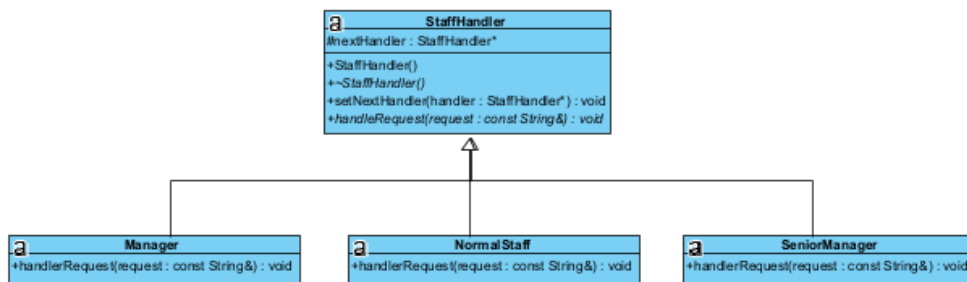 a
StaffHandler
#nextHandler : StaffHandler*
+StaffHandler()
+~StaffHandler()
+setNextHandler(handler : StaffHandler*) : void
+handleRequest(request : const String&) : void
a
Manager
+handlerRequest(request : const String&) : void
a
NormalStaff
+handlerRequest(request : const String&) : void
a
SeniorManager
+handlerRequest(request : const String&) : void